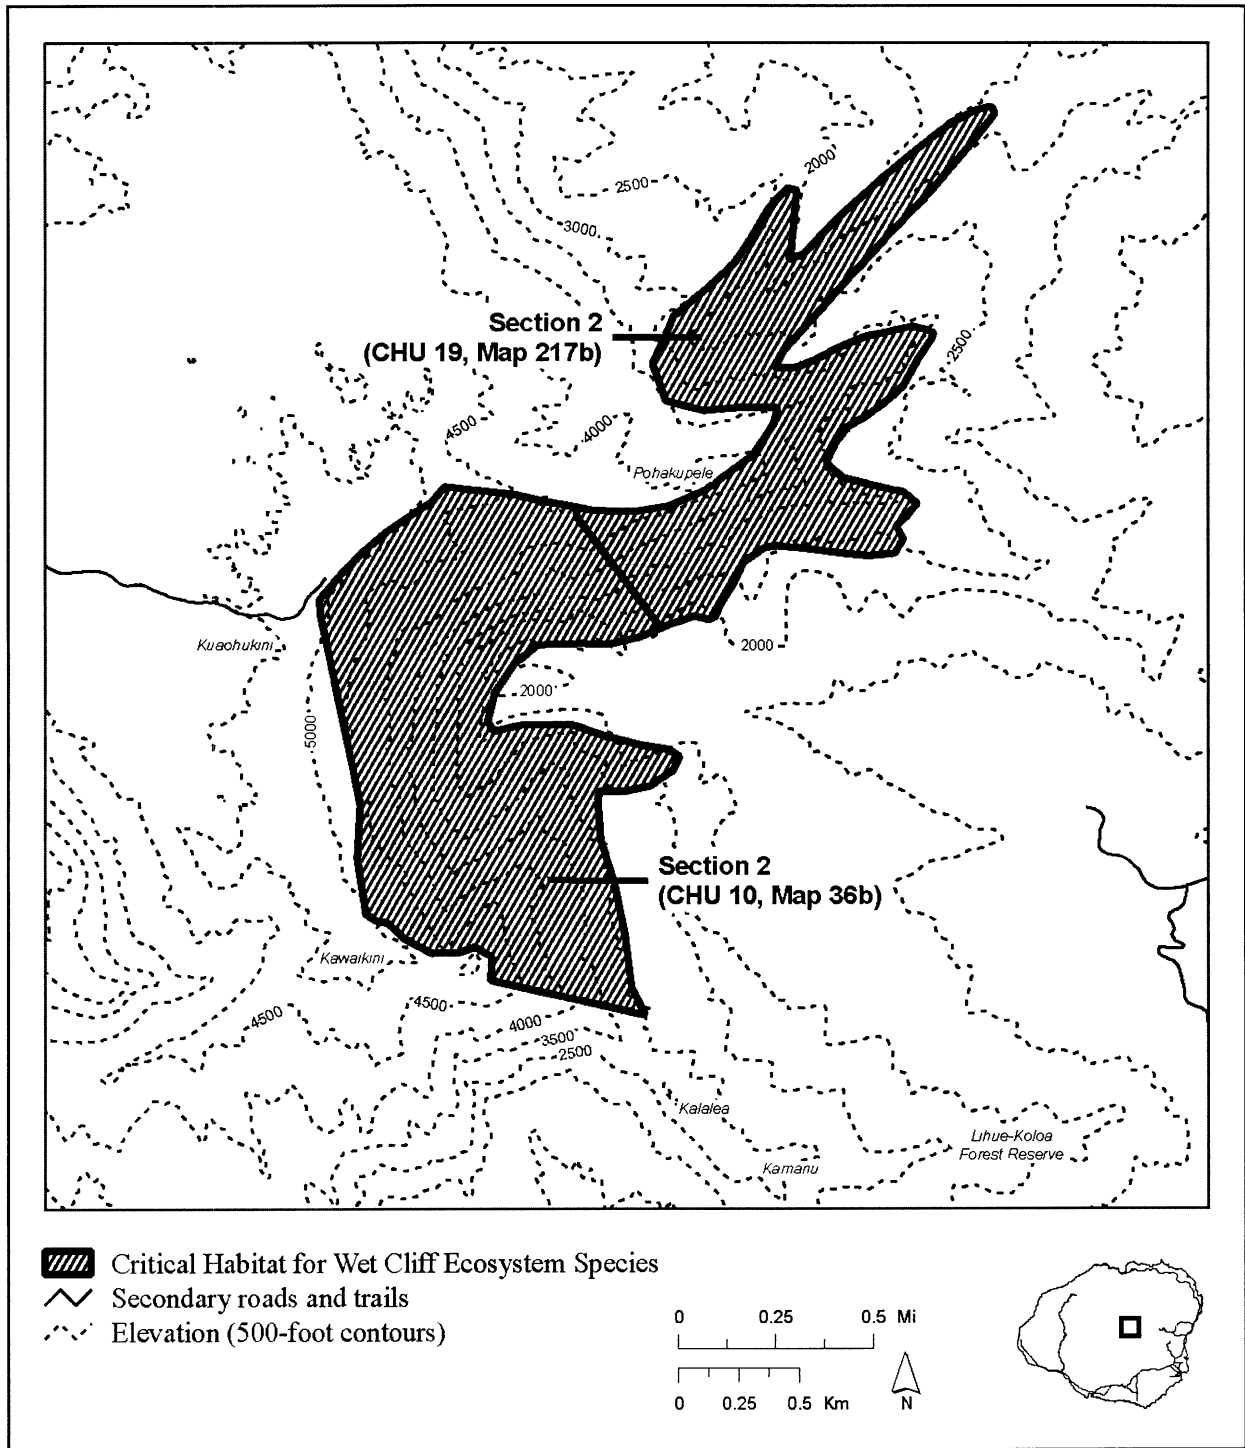 2000'
2500
3000
Section 2
(CHU 19, Map 217b)
2500
4500
4000
Pohakupele
Kuaohukini
2000
2000'
5000
Section 2
(CHU 10, Map 36b)
Kawaikini
4500
4500
4000
3500
2500
Kalalea
Kamanu
Lihue-Koloa
Forest Reserve
Critical Habitat for Wet Cliff Ecosystem Species
Secondary roads and trails
Elevation (500-foot contours)
0 0.25 0.5 Mi
0 0.25 0.5 Km
N